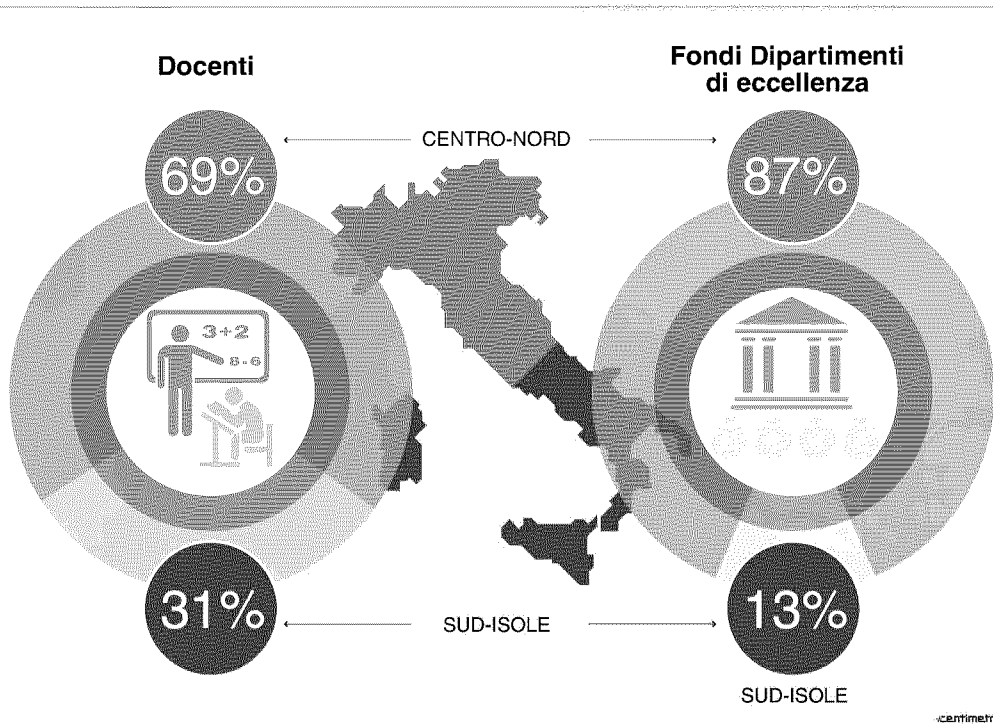 Docenti
Fondi Dipartimenti
di eccellenza
CENTRO-NORD
69%
87%
3+2
8-6
31%
13%
SUD-ISOLE
SUD-ISOLE